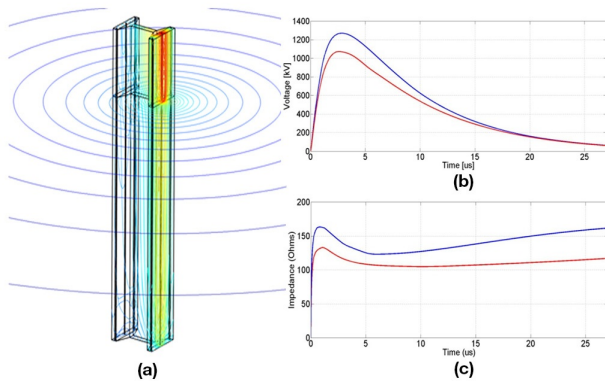 1400
1200
1000
800
600
400
200
0
Voltage [kV]
0 5 10 15 20 25
Time [us]
(b)
200
150
100
50
0
Impedance (Ohms)
0 5 10 15 20 25
Time (us)
(a)
(c)